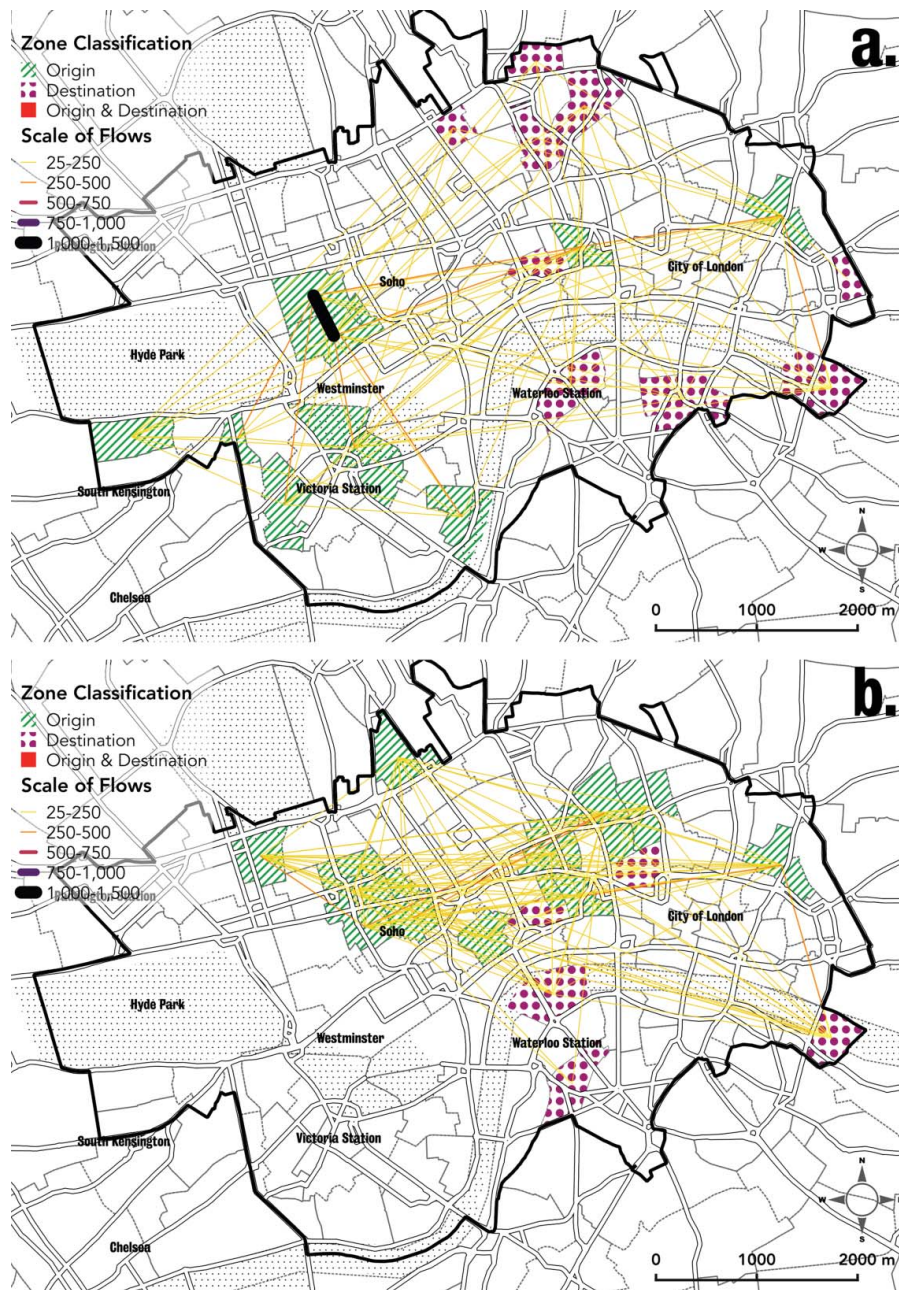 a.
Zone Classification
Origin
Destination
Origin & Destination
Scale of Flows
25-250
250-500
500-750
750-1,000
1,000-1,500
Paddington Station
Soho
City of London
Hyde Park
Westminster
Waterloo Station
South Kensington
Victoria Station
Chelsea
N
W
E
S
0 1000 2000 m
b.
Zone Classification
Origin
Destination
Origin & Destination
Scale of Flows
25-250
250-500
500-750
750-1,000
1,000-1,500
Paddington Station
Soho
City of London
Hyde Park
Westminster
Waterloo Station
South Kensington
Victoria Station
Chelsea
N
W
E
S
0 1000 2000 m